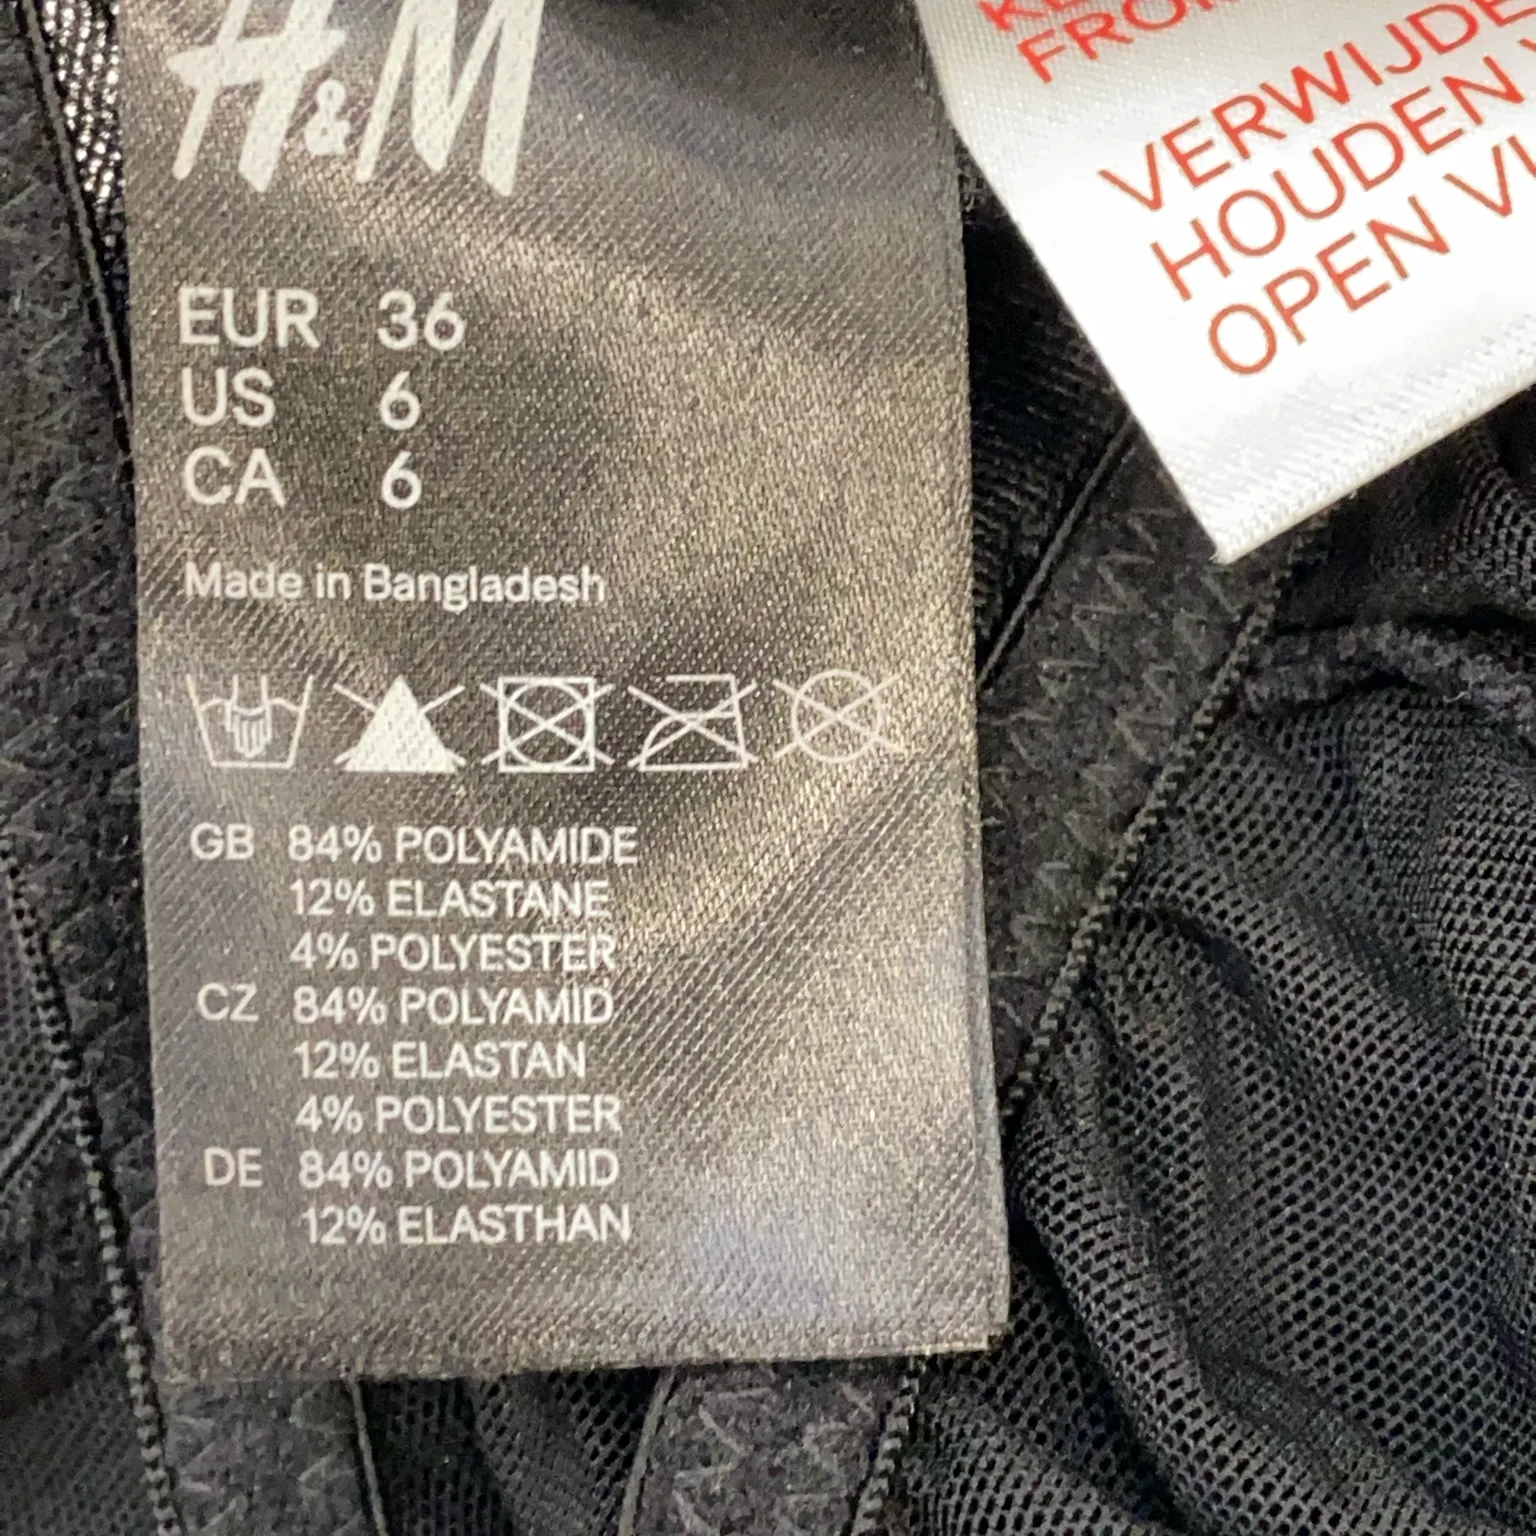 H&M
EUR 36
US 6
CA 6
Made in Bangladesh
GB 84% POLYAMIDE
12% ELASTANE
4% POLYESTER
CZ 84% POLYAMID
12% ELASTAN
4% POLYESTER
DE 84% POLYAMID
12% ELASTHAN
HOUDEN
OPEN